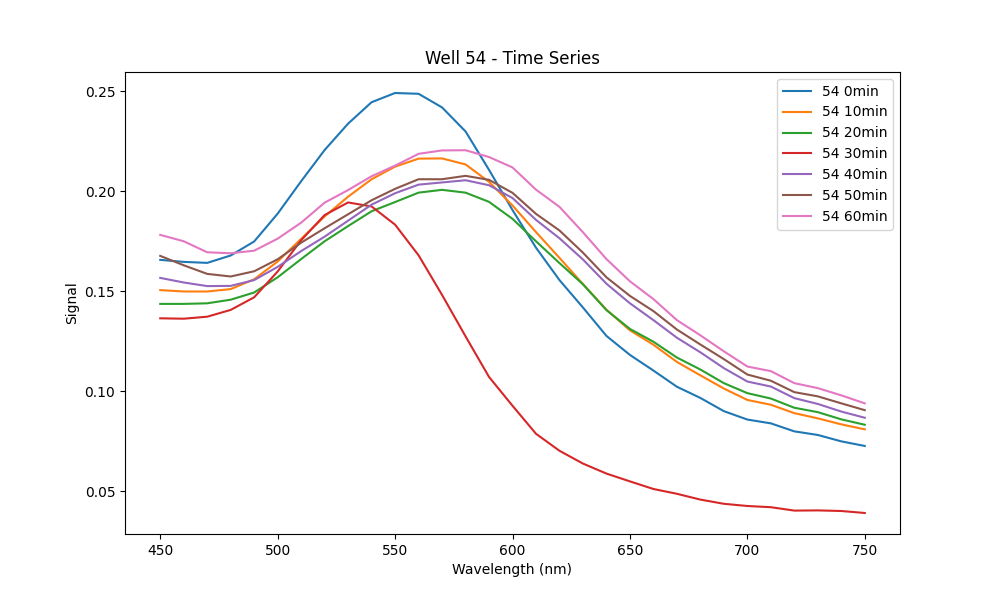 Well 54 - Time Series
54 0min
54 10min
54 20min
54 30min
54 40min
54 50min
54 60min
Signal
0.25
0.20
0.15
0.10
0.05
450 500 550 600 650 700 750
Wavelength (nm)